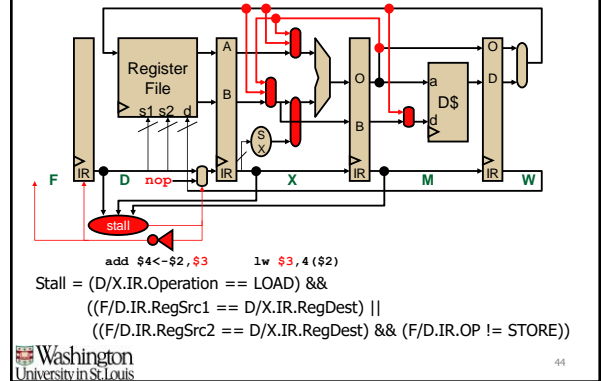 A
O
O
Register
File
B
a
D
D$
s1 s2 d
S
X
B
d
F
IR
D
nop
IR
X
IR
M
IR
W
stall
add $4<-$2,$3
lw $3,4($2)
Stall = (D/X.IR.Operation == LOAD) &&
((F/D.IR.RegSrc1 == D/X.IR.RegDest) ||
((F/D.IR.RegSrc2 == D/X.IR.RegDest) && (F/D.IR.OP != STORE))
Washington
University in St.Louis
44